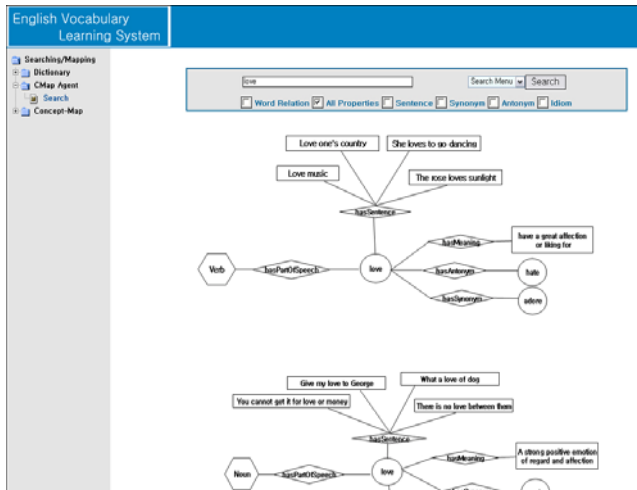 English Vocabulary
Learning System
Searching/Mapping
Dictionary
CMap Agent
Search
Concept-Map
love
Search Menu
Search
Word Relation
All Properties
Sentence
Synonym
Antonym
Idiom
Love one's country
She loves to go dancing
Love music
The rose loves sunlight
hasSentence
have a great affection
or liking for
hasMeaning
Verb
hasPartOfSpeech
love
hasAntonym
hate
hasSynonym
adore
Give my love to George
What a love of dog
You cannot get it for love or money
There is no love between them
hasSentence
A strong positive emotion
of regard and affection
hasMeaning
Noun
hasPartOfSpeech
love